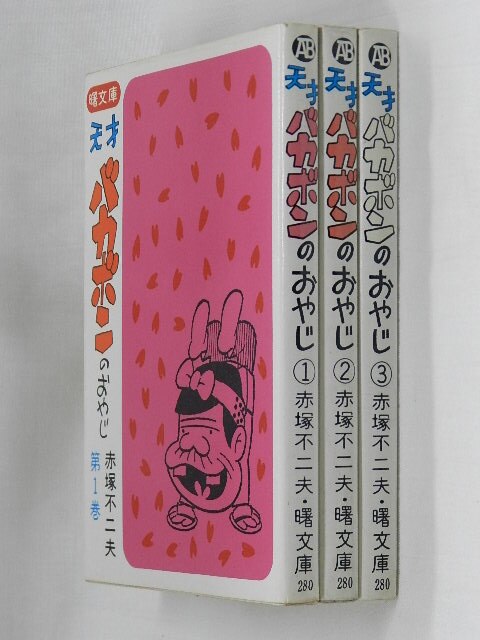 曙文庫
天才
バカボン
のおやじ
赤塚不二夫
第1巻
AB
天才
バカボン
のおやじ
①
赤塚不二夫・曙文庫
280
AB
天才
バカボン
のおやじ
②
赤塚不二夫・曙文庫
280
AB
天才
バカボン
のおやじ
③
赤塚不二夫・曙文庫
280